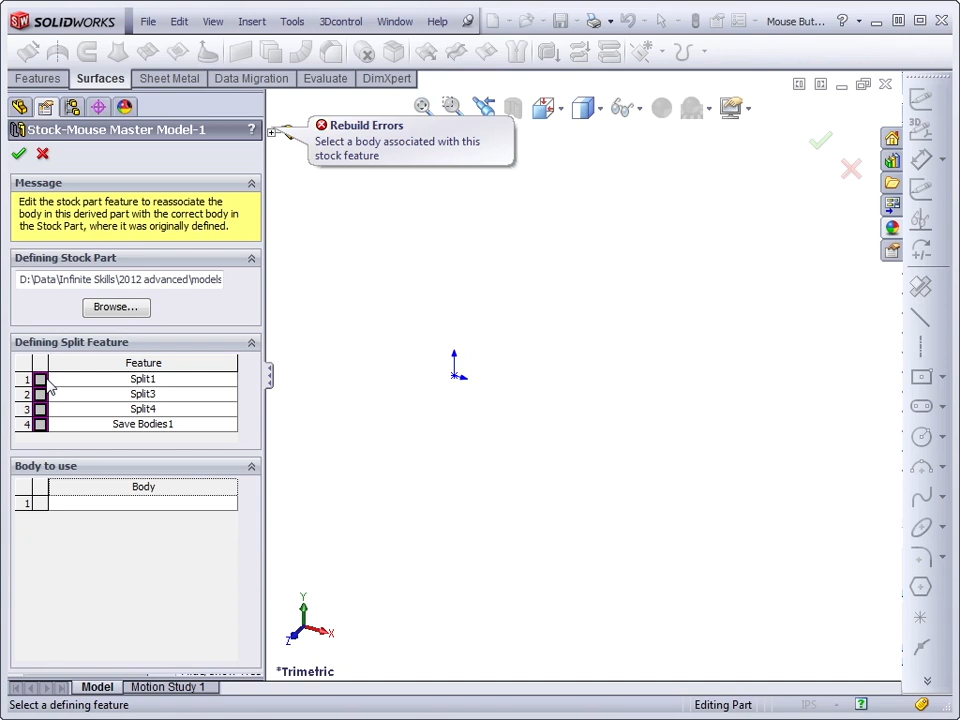 SOLIDWORKS File Edit View Insert Tools 3Dcontrol Window Help Mouse But... ?
Features Surfaces Sheet Metal Data Migration Evaluate DimXpert
Stock-Mouse Master Model-1 ?
Rebuild Errors
Select a body associated with this
stock feature
Message
Edit the stock part feature to reassociate the
body in this derived part with the correct body in
the Stock Part, where it was originally defined.
Defining Stock Part
D:\Data\Infinite Skills\2012 advanced\models
Browse...
Defining Split Feature
Feature
1 Split1
2 Split3
3 Split4
4 Save Bodies1
Body to use
Body
1
3D
Y
X
Z
*Trimetric
Model Motion Study 1
Select a defining feature Editing Part IPS ?